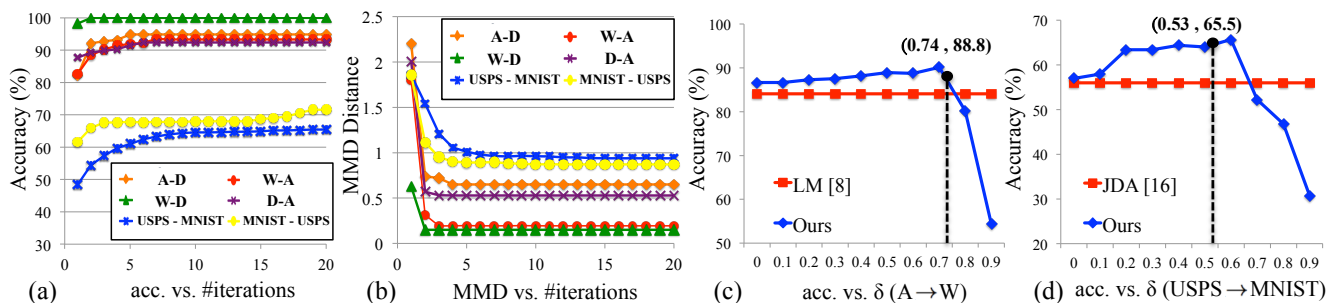 Accuracy (%)
100
90
80
70
60
50
40
30
0
5
10
15
20
A-D
W-A
W-D
D-A
USPS - MNIST
MNIST - USPS
(a)
acc. vs. #iterations
MMD Distance
2.5
2
1.5
1
0.5
0
0
5
10
15
20
A-D
W-A
W-D
D-A
USPS - MNIST
MNIST - USPS
(b)
MMD vs. #iterations
Accuracy (%)
100
90
80
70
60
50
(0.74 , 88.8)
LM [8]
Ours
0 0.1 0.2 0.3 0.4 0.5 0.6 0.7 0.8 0.9
(c)
acc. vs. δ (A→W)
Accuracy (%)
70
60
50
40
30
20
(0.53 , 65.5)
JDA [16]
Ours
0 0.1 0.2 0.3 0.4 0.5 0.6 0.7 0.8 0.9
(d)
acc. vs. δ (USPS→MNIST)